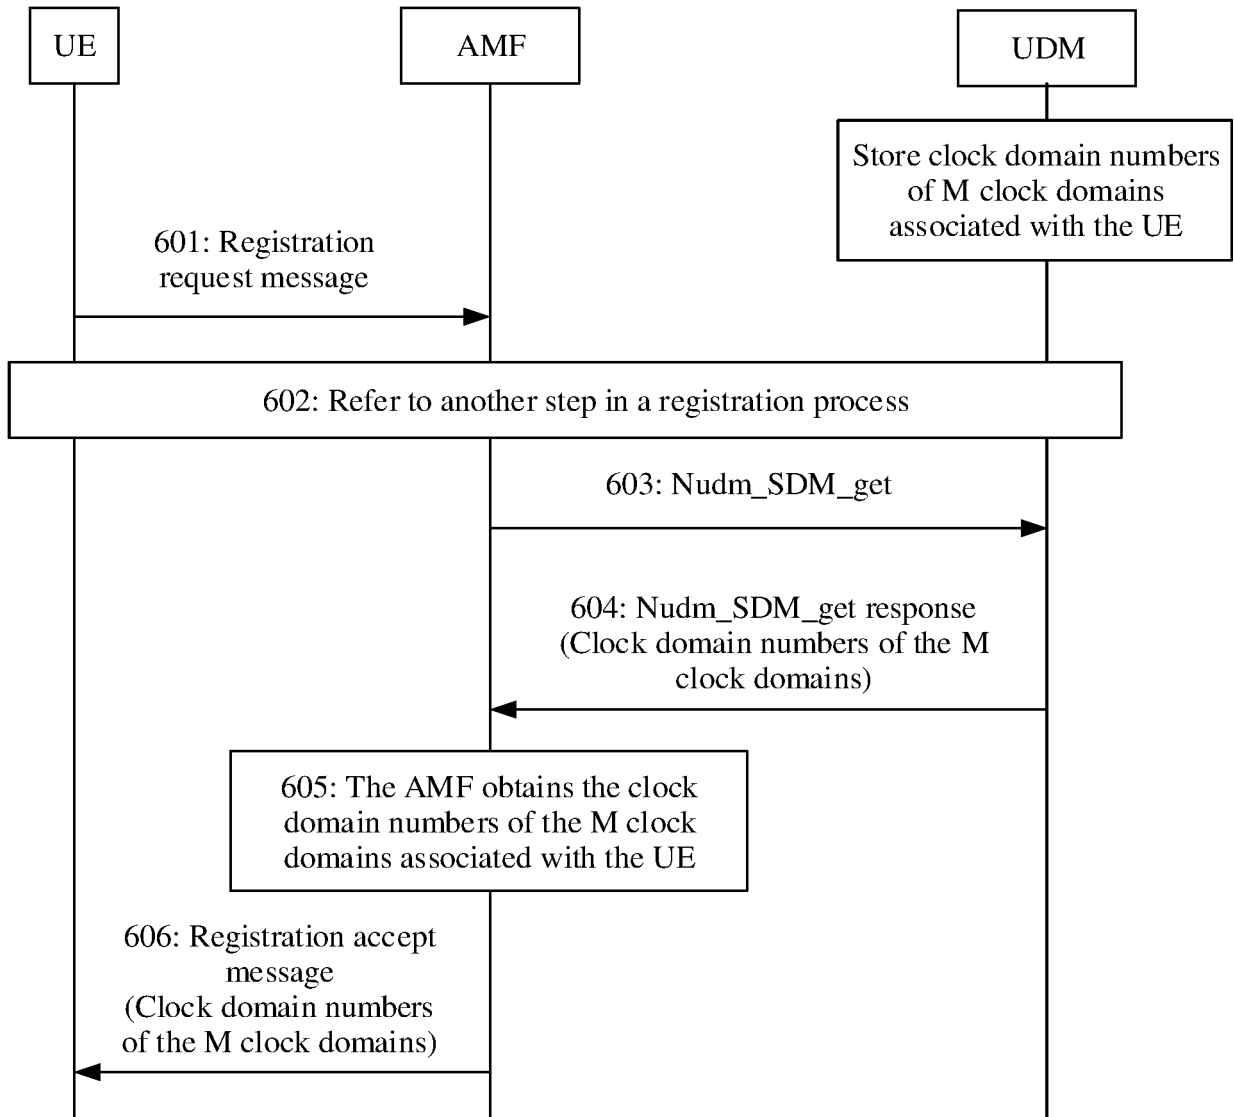 UE
AMF
UDM
Store clock domain numbers
of M clock domains
associated with the UE
601: Registration
request message
602: Refer to another step in a registration process
603: Nudm_SDM_get
604: Nudm_SDM_get response
(Clock domain numbers of the M
clock domains)
605: The AMF obtains the clock
domain numbers of the M clock
domains associated with the UE
606: Registration accept
message
(Clock domain numbers
of the M clock domains)